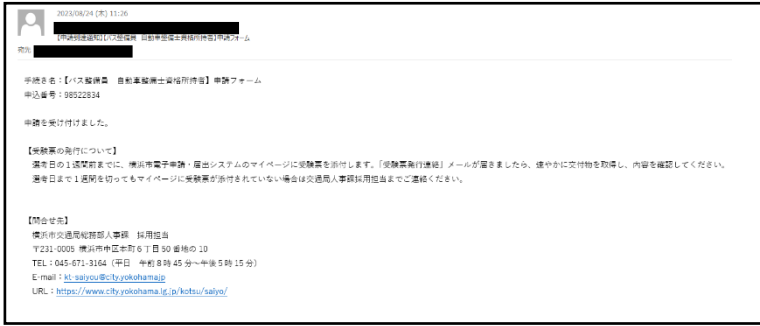 2023/08/24 (木) 11:26
【申請到達通知】【バス整備員　自動車整備士資格所持者】申請フォーム
宛先
手続き名：【バス整備員　自動車整備士資格所持者】申請フォーム
申込番号：98522834
申請を受け付けました。
【受験票の発行について】
選考日の１週間前までに、横浜市電子申請・届出システムのマイページに受験票を添付します。「受験票発行連絡」メールが届きましたら、速やかに交付物を取得し、内容を確認してください。
選考日まで１週間を切ってもマイページに受験票が添付されていない場合は交通局人事課採用担当までご連絡ください。
【問合せ先】
横浜市交通局総務部人事課　採用担当
〒231-0005 横浜市中区本町６丁目 50 番地の 10
TEL：045-671-3164（平日　午前８時 45 分～午後５時 15 分）
E-mail：kt-saiyou@city.yokohama.jp
URL：https://www.city.yokohama.lg.jp/kotsu/saiyo/